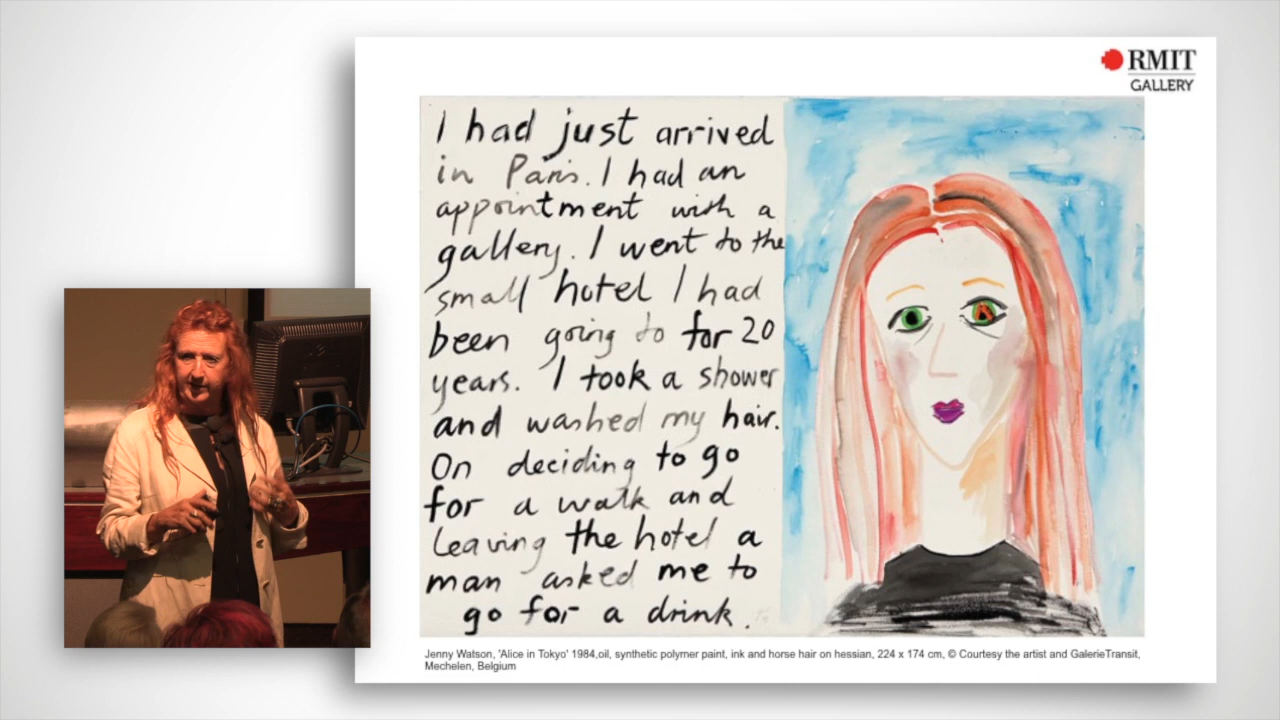 RMIT
GALLERY
I had just arrived
in Paris. I had an
appointment with a
gallery. I went to the
small hotel I had
been going to for 20
years. I took a shower
and washed my hair.
On deciding to go
for a walk and
leaving the hotel a
man asked me to
go for a drink.
Jenny Watson, 'Alice in Tokyo' 1984,oil, synthetic polymer paint, ink and horse hair on hessian, 224 x 174 cm, © Courtesy the artist and GalerieTransit,
Mechelen, Belgium